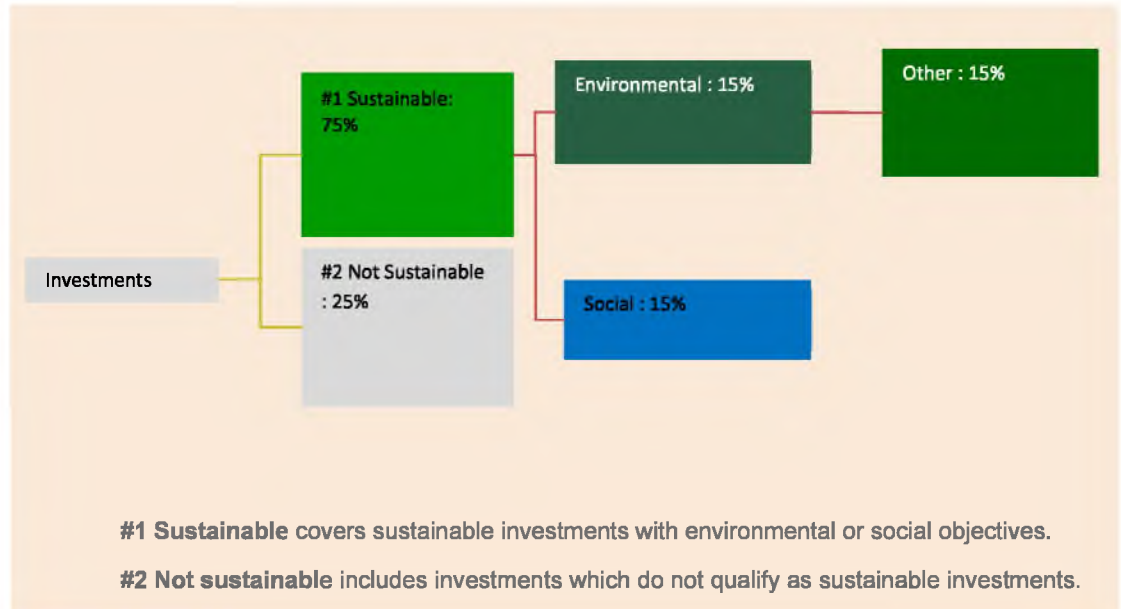 Investments
#1 Sustainable:
75%
#2 Not Sustainable
: 25%
Environmental : 15%
Social : 15%
Other : 15%
#1 Sustainable covers sustainable investments with environmental or social objectives.
#2 Not sustainable includes investments which do not qualify as sustainable investments.